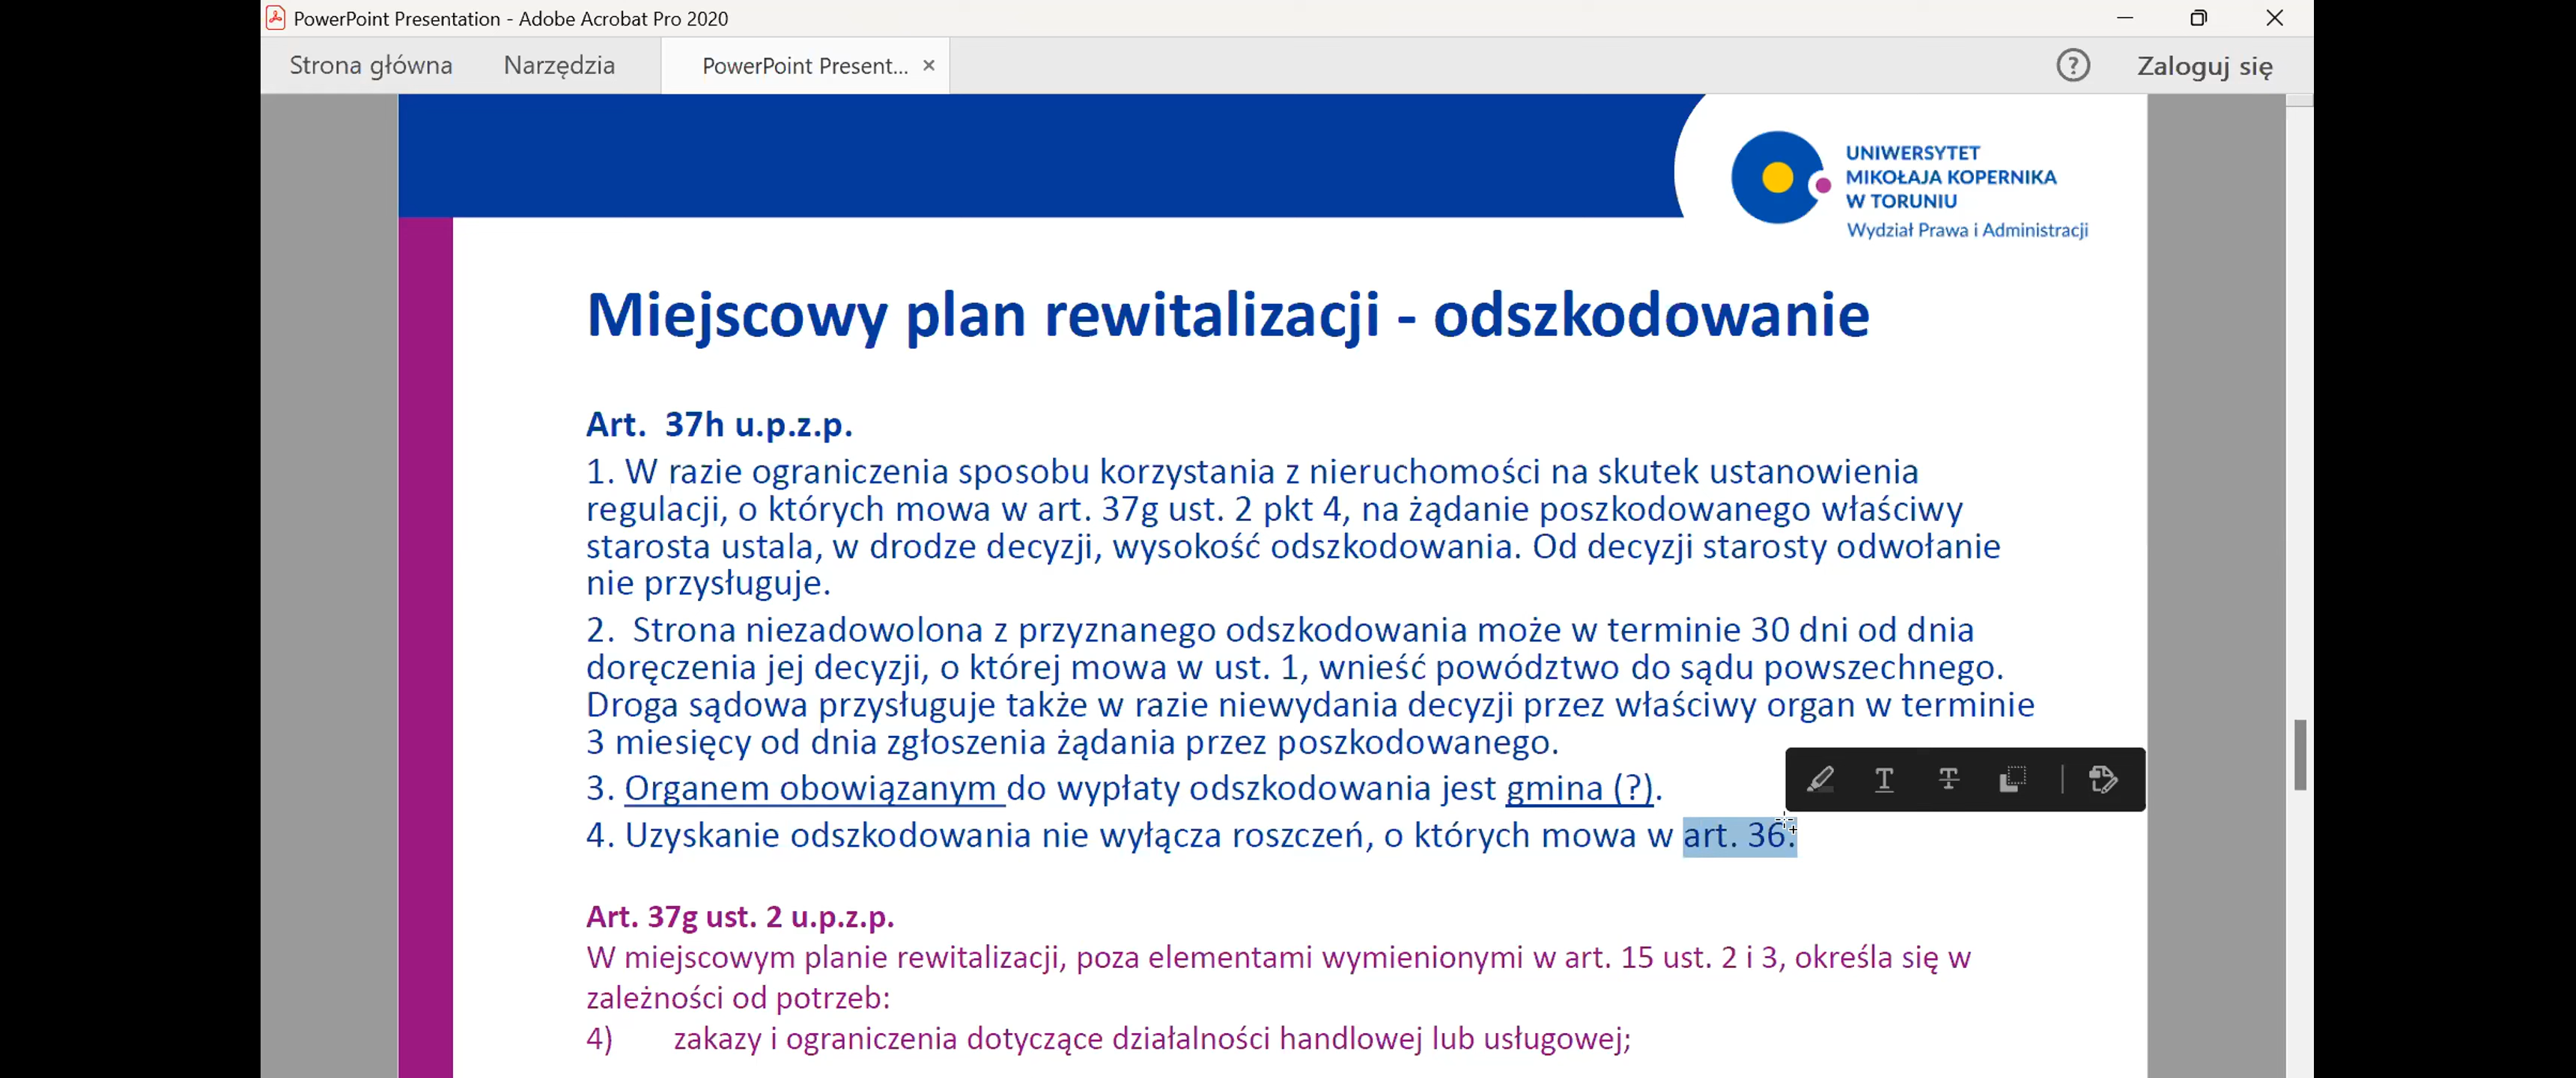 PowerPoint Presentation - Adobe Acrobat Pro 2020
Strona główna Narzędzia PowerPoint Present... Zaloguj się
UNIWERSYTET
MIKOŁAJA KOPERNIKA
W TORUNIU
Wydział Prawa i Administracji
Miejscowy plan rewitalizacji - odszkodowanie
Art. 37h u.p.z.p.
1. W razie ograniczenia sposobu korzystania z nieruchomości na skutek ustanowienia
regulacji, o których mowa w art. 37g ust. 2 pkt 4, na żądanie poszkodowanego właściwy
starosta ustala, w drodze decyzji, wysokość odszkodowania. Od decyzji starosty odwołanie
nie przysługuje.
2. Strona niezadowolona z przyznanego odszkodowania może w terminie 30 dni od dnia
doręczenia jej decyzji, o której mowa w ust. 1, wnieść powództwo do sądu powszechnego.
Droga sądowa przysługuje także w razie niewydania decyzji przez właściwy organ w terminie
3 miesięcy od dnia zgłoszenia żądania przez poszkodowanego.
3. Organem obowiązanym do wypłaty odszkodowania jest gmina (?).
4. Uzyskanie odszkodowania nie wyłącza roszczeń, o których mowa w art. 36.
Art. 37g ust. 2 u.p.z.p.
W miejscowym planie rewitalizacji, poza elementami wymienionymi w art. 15 ust. 2 i 3, określa się w
zależności od potrzeb:
4) zakazy i ograniczenia dotyczące działalności handlowej lub usługowej;